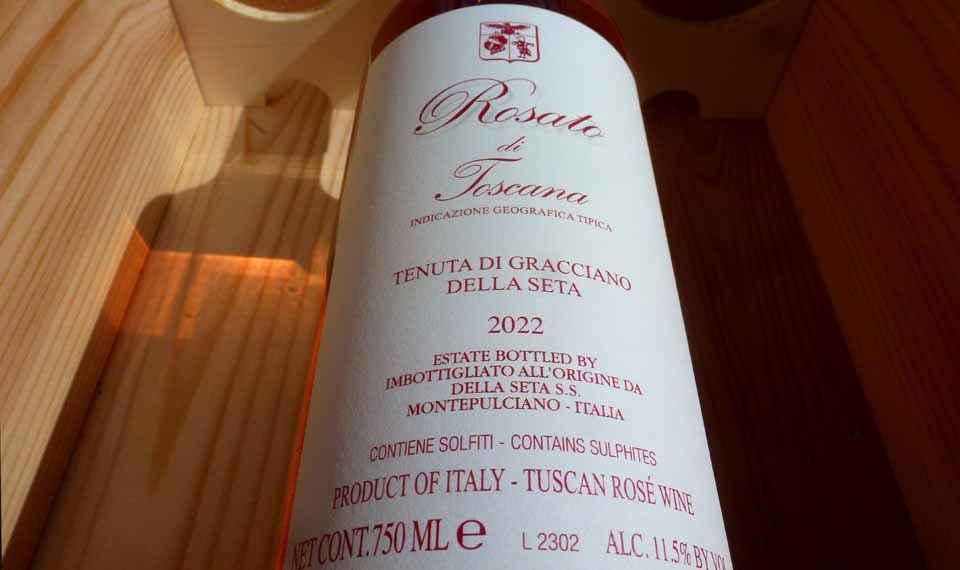 Rosato
di
Toscana
INDICAZIONE GEOGRAFICA TIPICA
TENUTA DI GRACCIANO
DELLA SETA
2022
ESTATE BOTTLED BY
IMBOTTIGLIATO ALL'ORIGINE DA
DELLA SETA S.S.
MONTEPULCIANO - ITALIA
CONTIENE SOLFITI - CONTAINS SULPHITES
PRODUCT OF ITALY - TUSCAN ROSÉ WINE
NET CONT. 750 ML e L 2302 ALC. 11.5% BY VOL